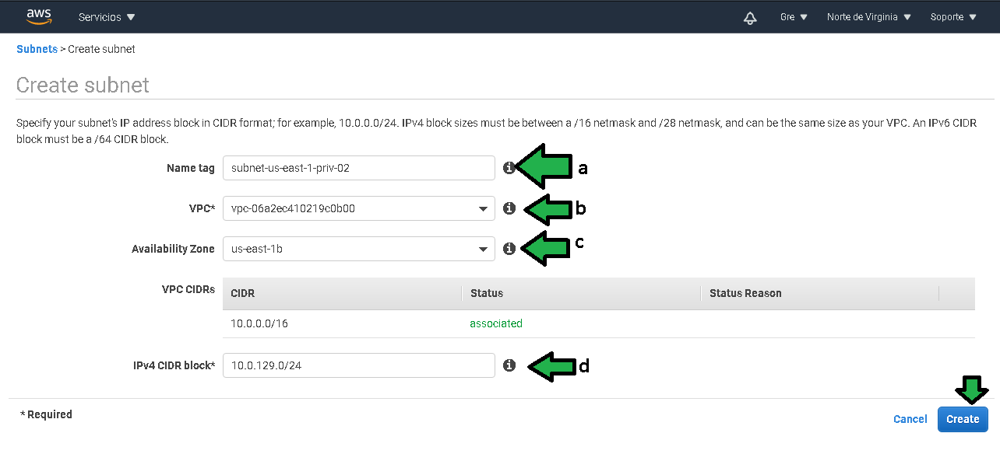 aws Servicios Gre Norte de Virginia Soporte
Subnets > Create subnet
Create subnet
Specify your subnet's IP address block in CIDR format; for example, 10.0.0.0/24. IPv4 block sizes must be between a /16 netmask and /28 netmask, and can be the same size as your VPC. An IPv6 CIDR
block must be a /64 CIDR block.
Name tag subnet-us-east-1-priv-02 i a
VPC* vpc-06a2ec410219c0b00 i b
Availability Zone us-east-1b i c
VPC CIDRs CIDR Status Status Reason
10.0.0.0/16 associated
IPv4 CIDR block* 10.0.129.0/24 i d
* Required
Cancel Create